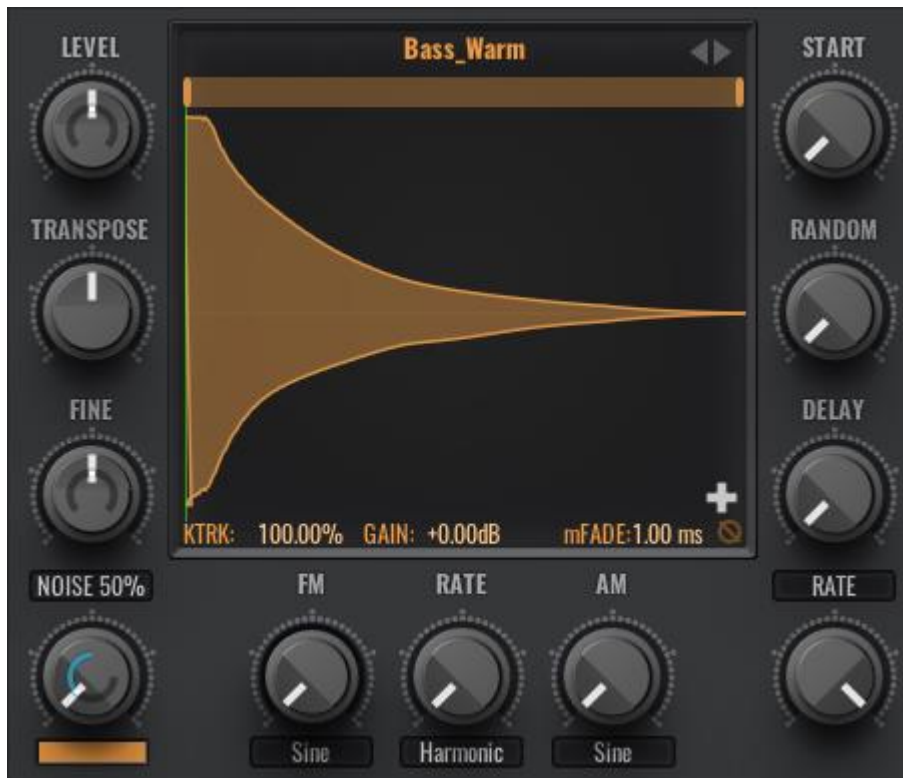 LEVEL
Bass_Warm
START
TRANSPOSE
RANDOM
FINE
DELAY
KTRK: 100.00% GAIN: +0.00dB mFADE:1.00 ms
NOISE 50%
FM
RATE
AM
RATE
Sine
Harmonic
Sine